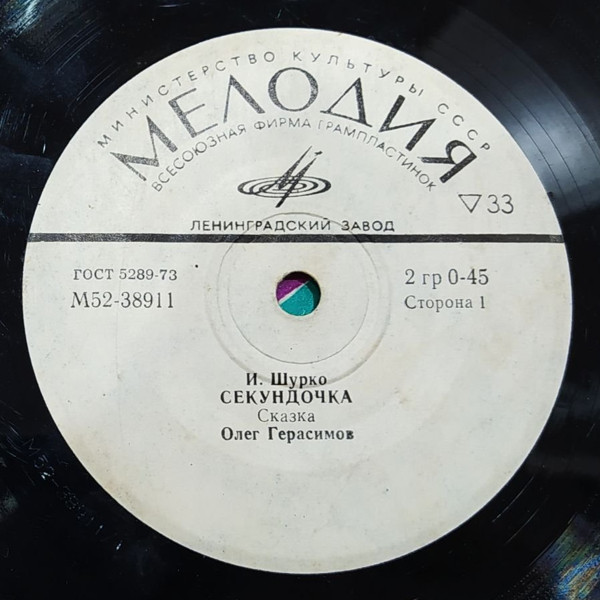 МИНИСТЕРСТВО КУЛЬТУРЫ СССР
МЕЛОДИЯ
ВСЕСОЮЗНАЯ ФИРМА ГРАМПЛАСТИНОК
▽33
ЛЕНИНГРАДСКИЙ ЗАВОД
ГОСТ 5289-73
М52-38911
2 гр 0-45
Сторона 1
И. Шурко
СЕКУНДОЧКА
Сказка
Олег Герасимов